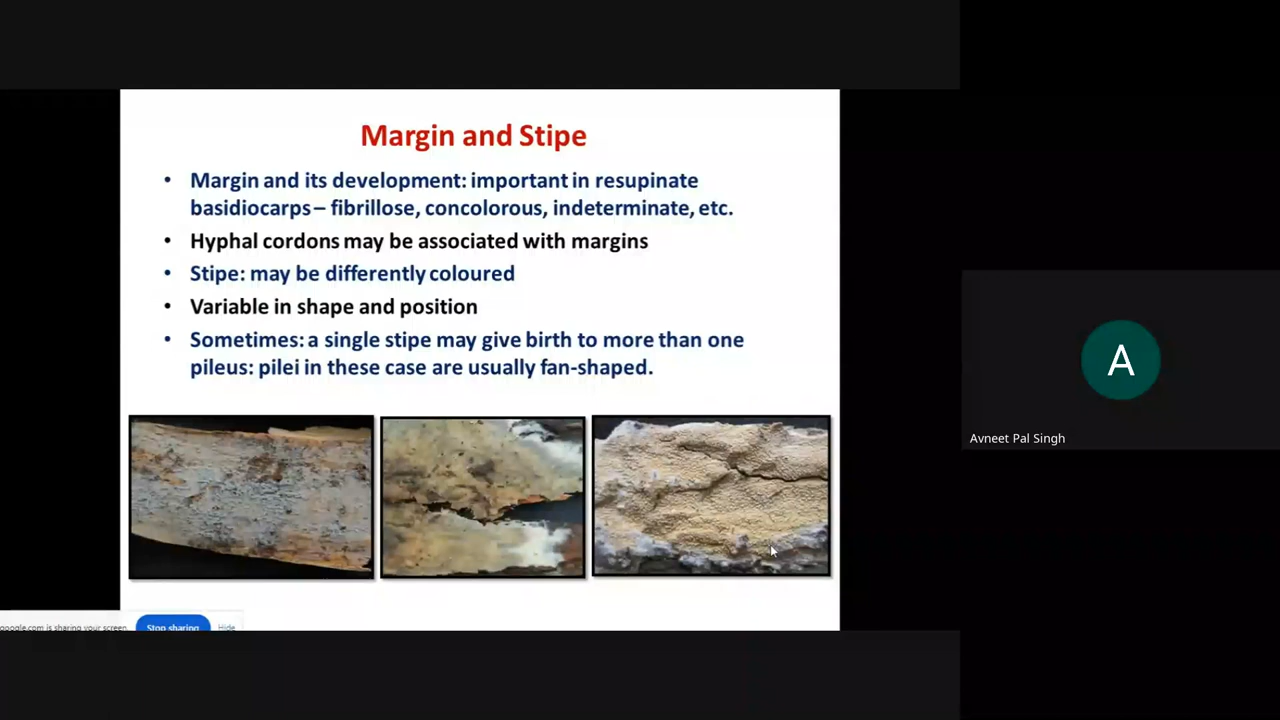 Margin and Stipe
• Margin and its development: important in resupinate
basidiocarps – fibrillose, concolorous, indeterminate, etc.
• Hyphal cordons may be associated with margins
• Stipe: may be differently coloured
• Variable in shape and position
• Sometimes: a single stipe may give birth to more than one
pileus: pilei in these case are usually fan-shaped.
A
Avneet Pal Singh
google.com is sharing your screen. Stop sharing Hide